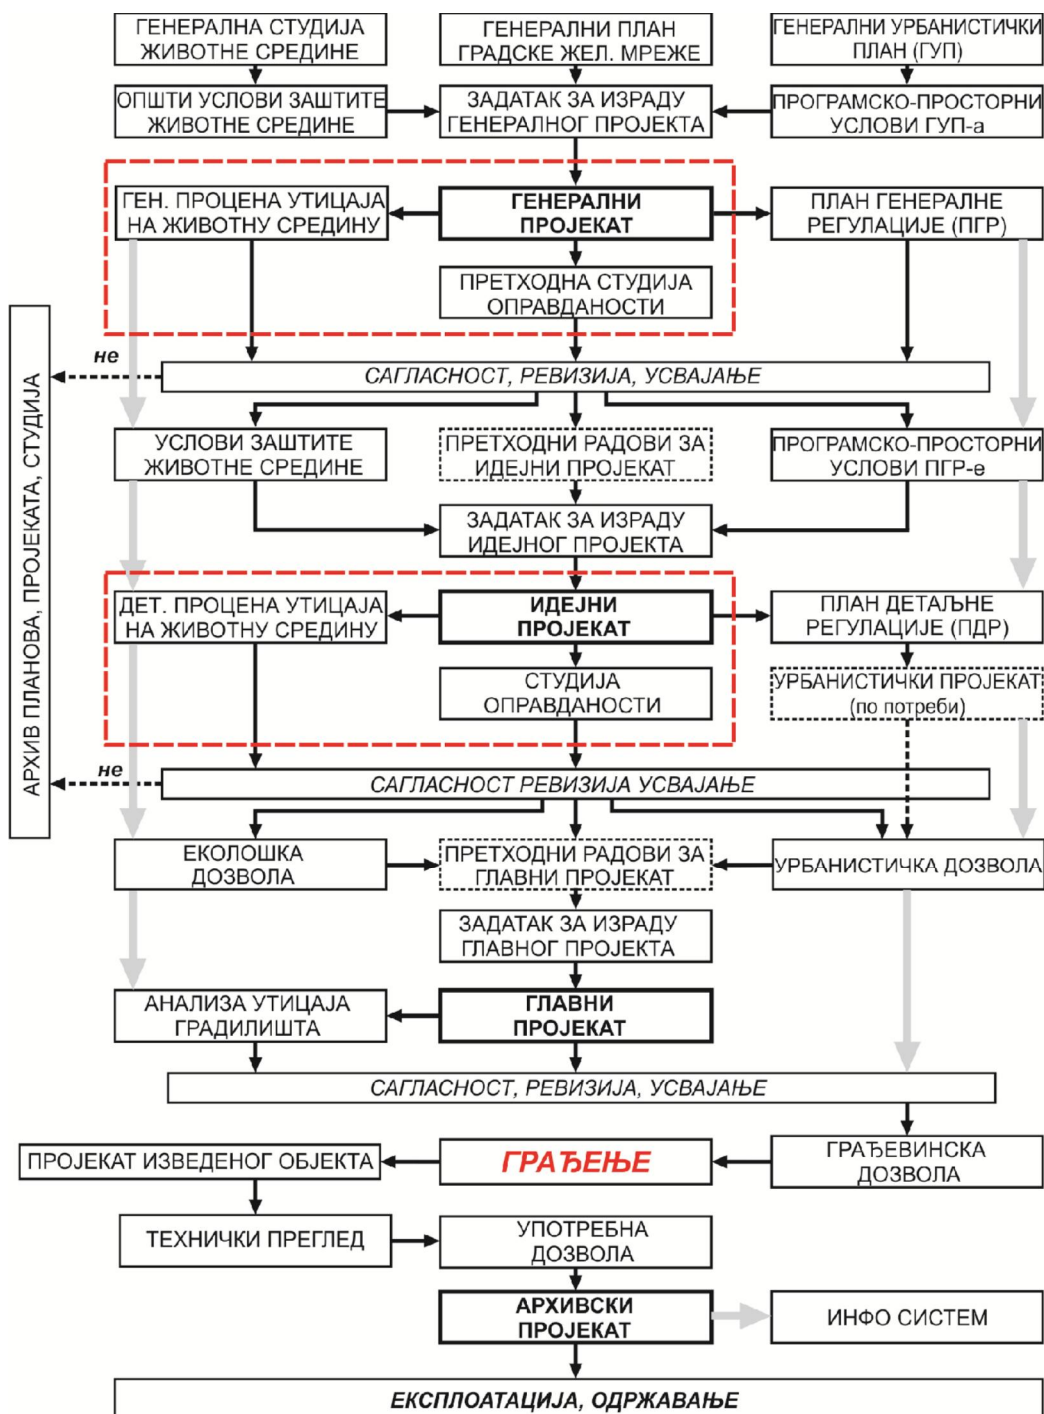 ГЕНЕРАЛНА СТУДИЈА
ЖИВОТНЕ СРЕДИНЕ
ГЕНЕРАЛНИ ПЛАН
ГРАДСКЕ ЖЕЛ. МРЕЖЕ
ГЕНЕРАЛНИ УРБАНИСТИЧКИ
ПЛАН (ГУП)
ОПШТИ УСЛОВИ ЗАШТИТЕ
ЖИВОТНЕ СРЕДИНЕ
ЗАДАТАК ЗА ИЗРАДУ
ГЕНЕРАЛНОГ ПРОЈЕКТА
ПРОГРАМСКО-ПРОСТОРНИ
УСЛОВИ ГУП-а
ГЕН. ПРОЦЕНА УТИЦАЈА
НА ЖИВОТНУ СРЕДИНУ
ГЕНЕРАЛНИ
ПРОЈЕКАТ
ПЛАН ГЕНЕРАЛНЕ
РЕГУЛАЦИЈЕ (ПГР)
ПРЕТХОДНА СТУДИЈА
ОПРАВДАНОСТИ
АРХИВ ПЛАНОВА, ПРОЈЕКАТА, СТУДИЈА
не
САГЛАСНОСТ, РЕВИЗИЈА, УСВАЈАЊЕ
УСЛОВИ ЗАШТИТЕ
ЖИВОТНЕ СРЕДИНЕ
ПРЕТХОДНИ РАДОВИ ЗА
ИДЕЈНИ ПРОЈЕКАТ
ПРОГРАМСКО-ПРОСТОРНИ
УСЛОВИ ПГР-е
ЗАДАТАК ЗА ИЗРАДУ
ИДЕЈНОГ ПРОЈЕКТА
ДЕТ. ПРОЦЕНА УТИЦАЈА
НА ЖИВОТНУ СРЕДИНУ
ИДЕЈНИ
ПРОЈЕКАТ
ПЛАН ДЕТАЉНЕ
РЕГУЛАЦИЈЕ (ПДР)
СТУДИЈА
ОПРАВДАНОСТИ
УРБАНИСТИЧКИ ПРОЈЕКАТ
(по потреби)
не
САГЛАСНОСТ РЕВИЗИЈА УСВАЈАЊЕ
ЕКОЛОШКА
ДОЗВОЛА
ПРЕТХОДНИ РАДОВИ ЗА
ГЛАВНИ ПРОЈЕКАТ
УРБАНИСТИЧКА ДОЗВОЛА
ЗАДАТАК ЗА ИЗРАДУ
ГЛАВНОГ ПРОЈЕКТА
АНАЛИЗА УТИЦАЈА
ГРАДИЛИШТА
ГЛАВНИ
ПРОЈЕКАТ
САГЛАСНОСТ, РЕВИЗИЈА, УСВАЈАЊЕ
ПРОЈЕКАТ ИЗВЕДЕНОГ ОБЈЕКТА
ГРАЂЕЊЕ
ГРАЂЕВИНСКА
ДОЗВОЛА
ТЕХНИЧКИ ПРЕГЛЕД
УПОТРЕБНА
ДОЗВОЛА
АРХИВСКИ
ПРОЈЕКАТ
ИНФО СИСТЕМ
ЕКСПЛОАТАЦИЈА, ОДРЖАВАЊЕ